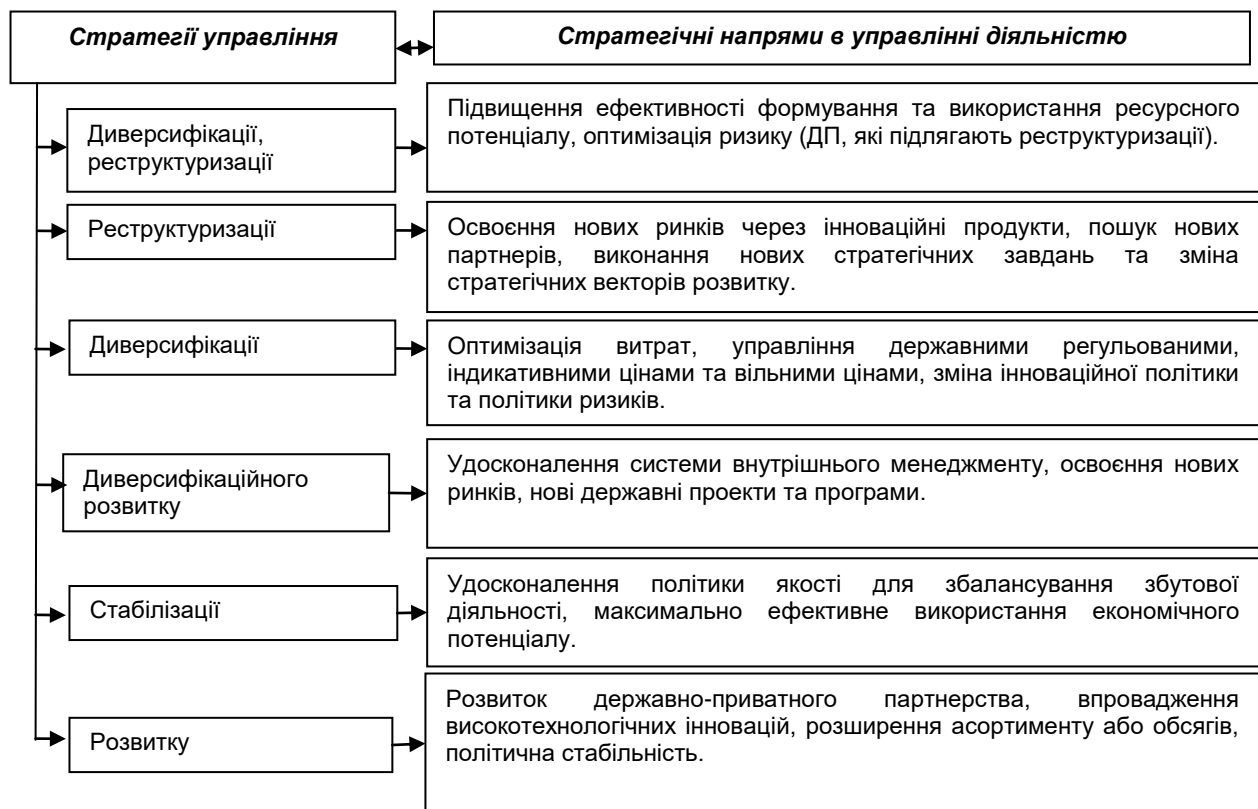 Стратегії управління
Стратегічні напрями в управлінні діяльністю
Диверсифікації,
реструктуризації
Підвищення ефективності формування та використання ресурсного
потенціалу, оптимізація ризику (ДП, які підлягають реструктуризації).
Реструктуризації
Освоєння нових ринків через інноваційні продукти, пошук нових
партнерів, виконання нових стратегічних завдань та зміна
стратегічних векторів розвитку.
Диверсифікації
Оптимізація витрат, управління державними регульованими,
індикативними цінами та вільними цінами, зміна інноваційної політики
та політики ризиків.
Диверсифікаційного
розвитку
Удосконалення системи внутрішнього менеджменту, освоєння нових
ринків, нові державні проекти та програми.
Стабілізації
Удосконалення політики якості для збалансування збутової
діяльності, максимально ефективне використання економічного
потенціалу.
Розвитку
Розвиток державно-приватного партнерства, впровадження
високотехнологічних інновацій, розширення асортименту або обсягів,
політична стабільність.